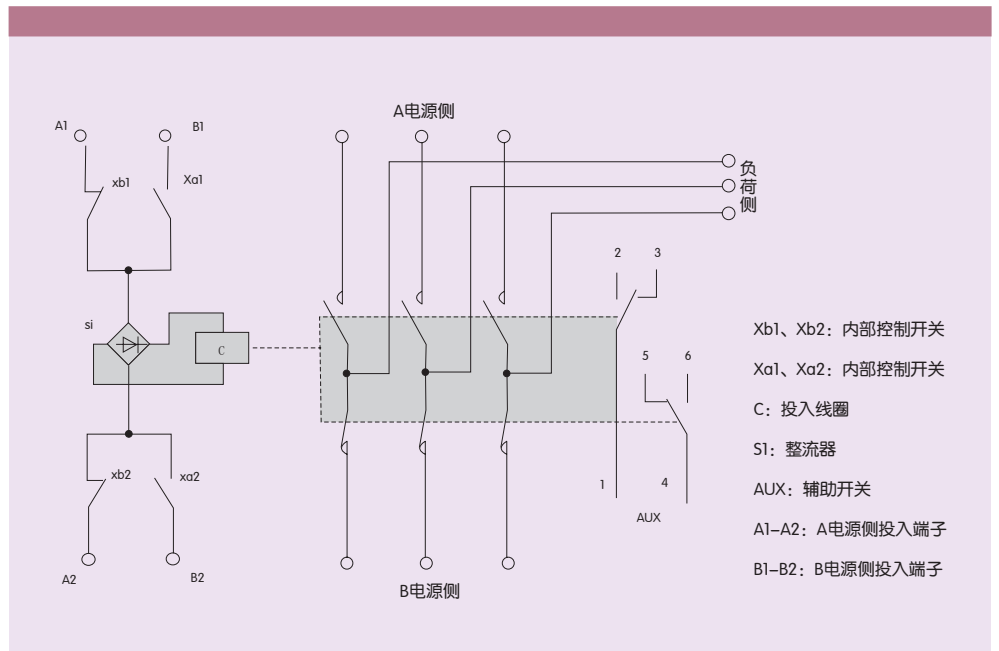 A电源侧
A1
B1
xb1
Xa1
负
荷
侧
2
3
si
C
5
6
xb2
xa2
1
4
AUX
A2
B2
B电源侧
Xb1、Xb2：内部控制开关
Xa1、Xa2：内部控制开关
C：投入线圈
S1：整流器
AUX：辅助开关
A1–A2：A电源侧投入端子
B1–B2：B电源侧投入端子